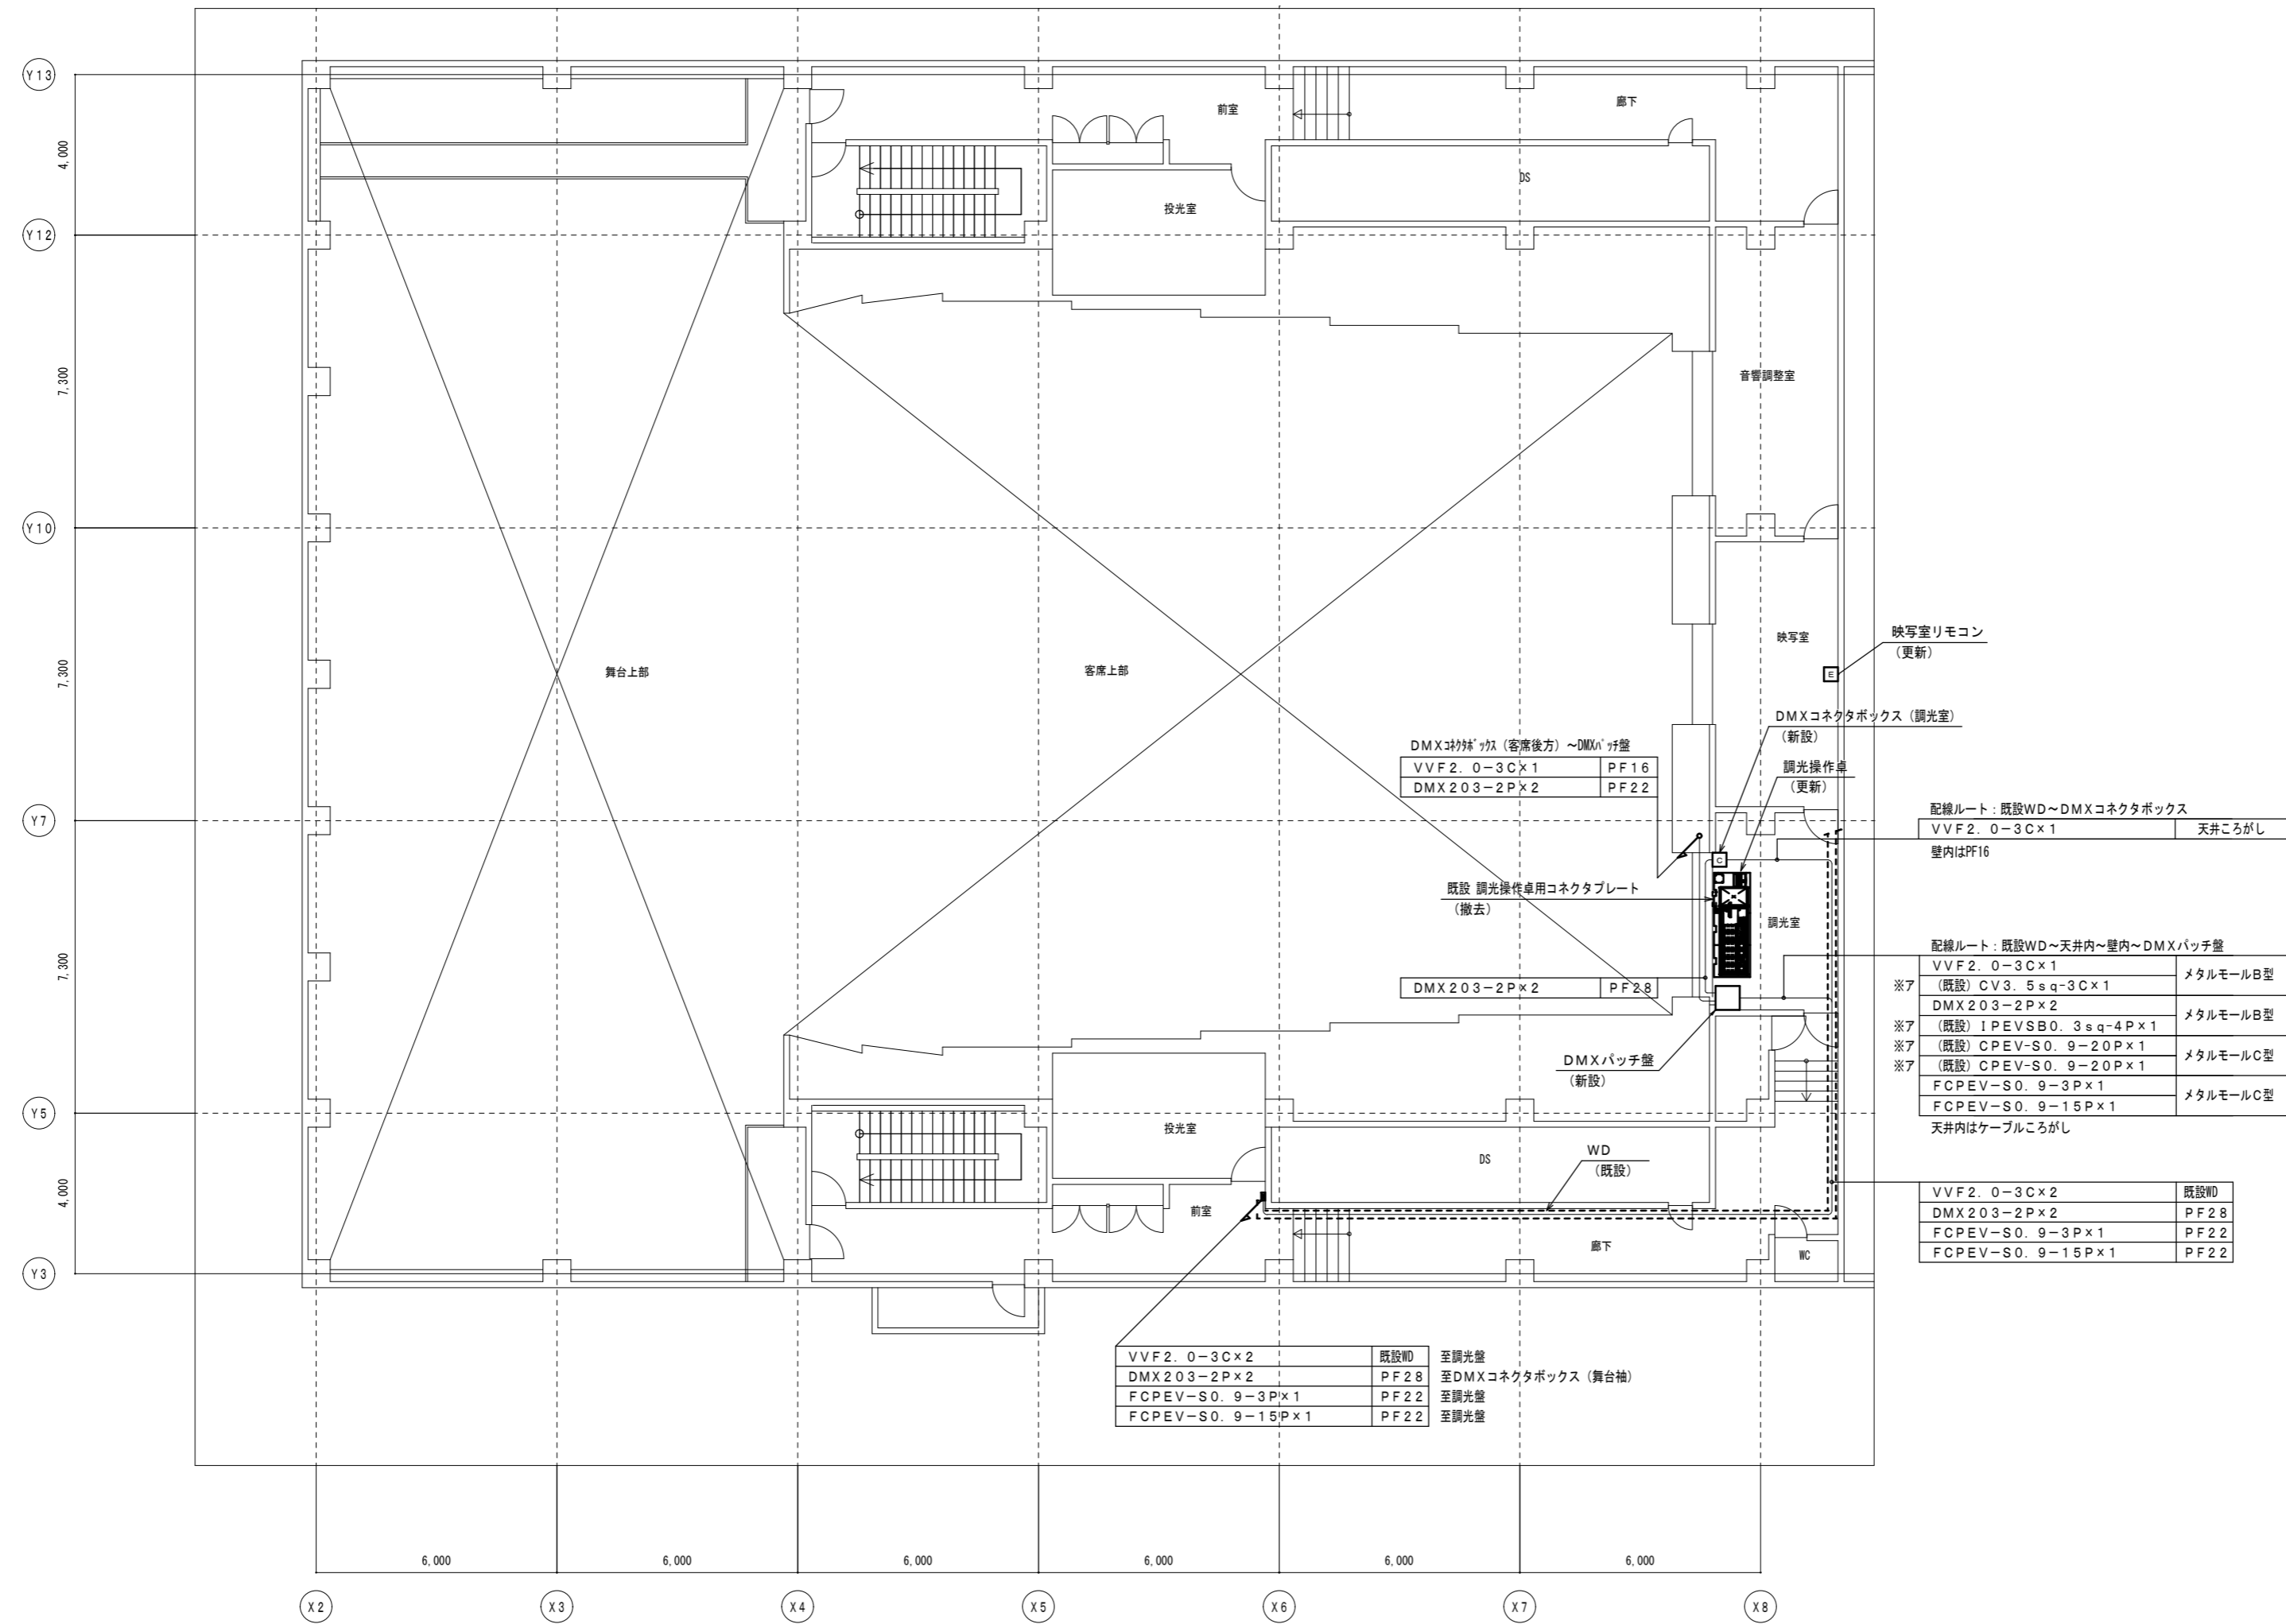 Y13
前室
廊下
4,000
DS
投光室
Y12
7,300
音響調整室
Y10
映写室リモコン
(更新)
映写室
7,300
舞台上部
客席上部
E
DMXコネクタボックス(調光室)
(新設)
DMXコネクタボックス(客席後方)~DMXパッチ盤
VVF2.0-3C×1 PF16
DMX203-2P×2 PF22
調光操作卓
(更新)
配線ルート:既設WD~DMXコネクタボックス
VVF2.0-3C×1 天井ころがし
壁内はPF16
Y7
C
既設 調光操作卓用コネクタプレート
(撤去)
調光室
配線ルート:既設WD~天井内~壁内~DMXパッチ盤
VVF2.0-3C×1 メタルモールB型
※ア (既設)CV3.5sq-3C×1
DMX203-2P×2 メタルモールB型
※ア (既設)IPEVSB0.3sq-4P×1
※ア (既設)CPEV-S0.9-20P×1 メタルモールC型
※ア (既設)CPEV-S0.9-20P×1
FCPEV-S0.9-3P×1 メタルモールC型
FCPEV-S0.9-15P×1
天井内はケーブルころがし
7,300
DMX203-2P×2 PF28
DMXパッチ盤
(新設)
Y5
投光室
WD
(既設)
DS
4,000
前室
廊下
WC
VVF2.0-3C×2 既設WD
DMX203-2P×2 PF28
FCPEV-S0.9-3P×1 PF22
FCPEV-S0.9-15P×1 PF22
Y3
VVF2.0-3C×2 既設WD 至調光盤
DMX203-2P×2 PF28 至DMXコネクタボックス(舞台袖)
FCPEV-S0.9-3P×1 PF22 至調光盤
FCPEV-S0.9-15P×1 PF22 至調光盤
6,000 6,000 6,000 6,000 6,000 6,000
X2 X3 X4 X5 X6 X7 X8